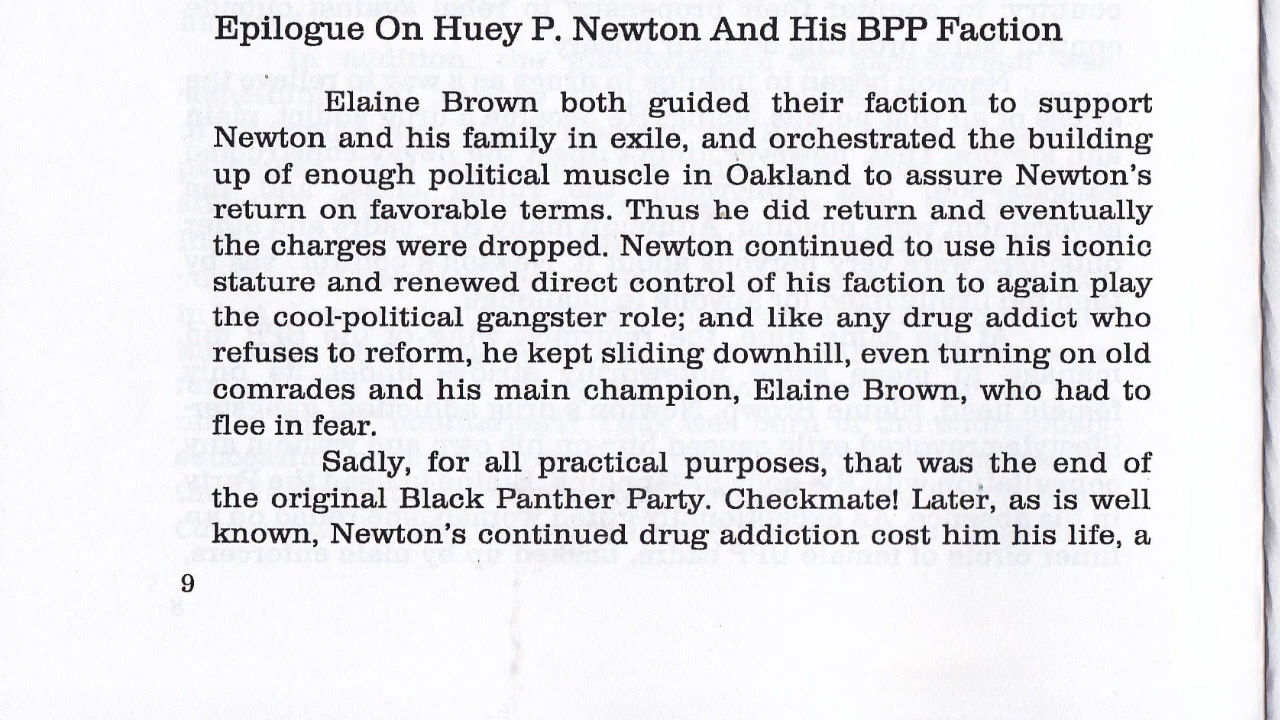 Epilogue On Huey P. Newton And His BPP Faction
Elaine Brown both guided their faction to support
Newton and his family in exile, and orchestrated the building
up of enough political muscle in Oakland to assure Newton's
return on favorable terms. Thus he did return and eventually
the charges were dropped. Newton continued to use his iconic
stature and renewed direct control of his faction to again play
the cool-political gangster role; and like any drug addict who
refuses to reform, he kept sliding downhill, even turning on old
comrades and his main champion, Elaine Brown, who had to
flee in fear.
Sadly, for all practical purposes, that was the end of
the original Black Panther Party. Checkmate! Later, as is well
known, Newton's continued drug addiction cost him his life, a
9